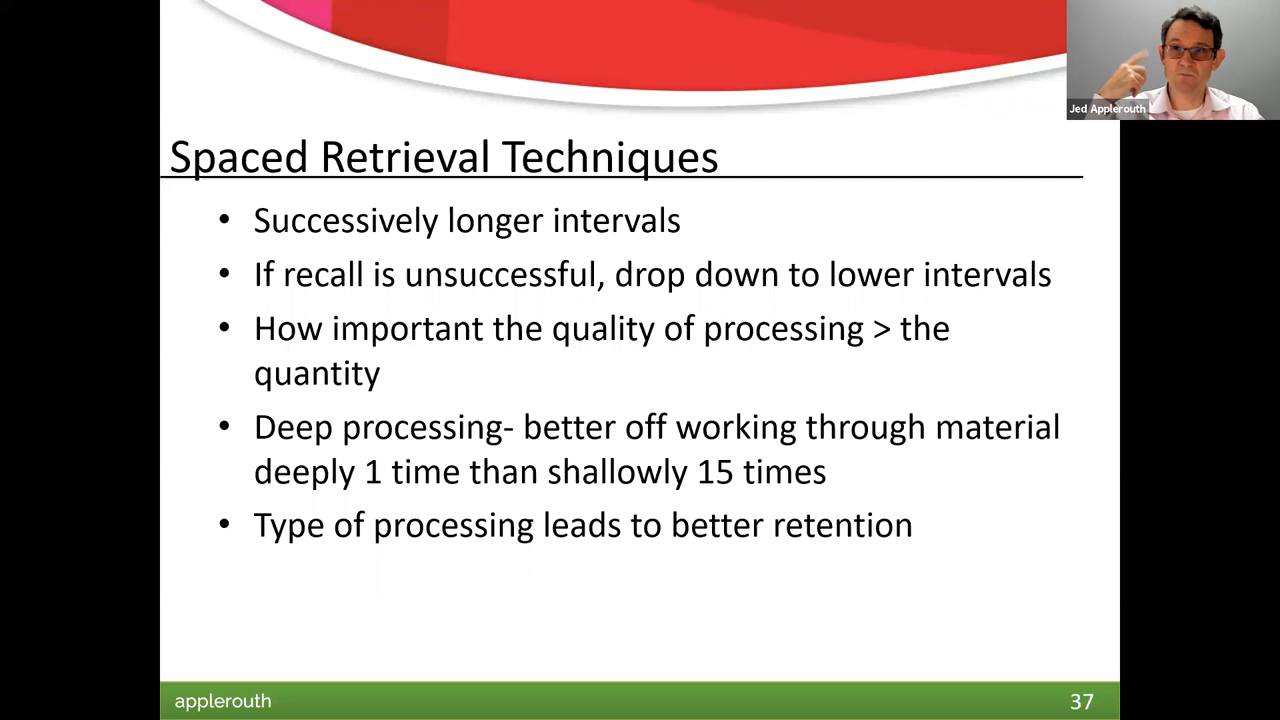 Jed Applerouth
Spaced Retrieval Techniques
• Successively longer intervals
• If recall is unsuccessful, drop down to lower intervals
• How important the quality of processing > the
quantity
• Deep processing- better off working through material
deeply 1 time than shallowly 15 times
• Type of processing leads to better retention
applerouth
37